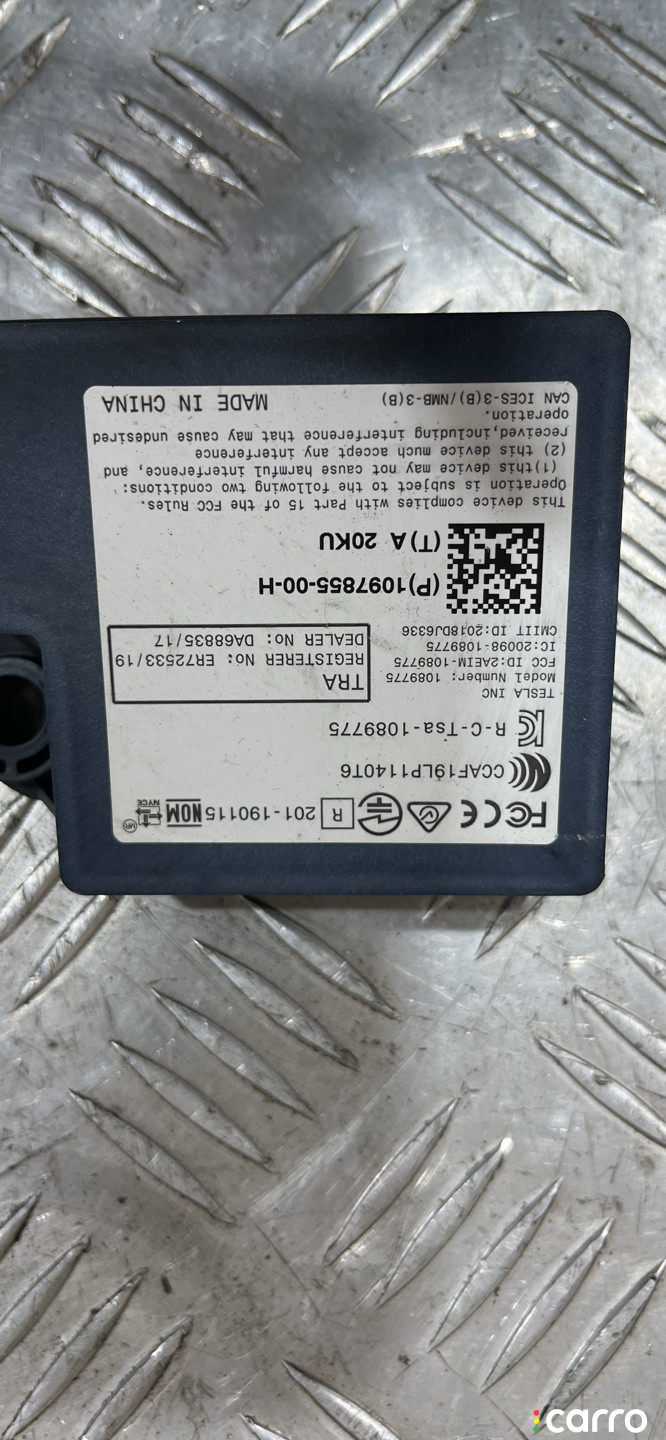 FC CE R 201-190115 NOM NYCE
MR
CCAF19LP1140T6
R-C-Tsa-1089775
TESLA INC
Model Number: 1089775
FCC ID:2AEIM-1089775
IC:20098-1089775
CMIIT ID:2018DJ6336
TRA
REGISTERER No: ER72533/19
DEALER No: DA68835/17
(P)1097855-00-H
(T)A 20KU
This device complies with Part 15 of the FCC Rules.
Operation is subject to the following two conditions:
(1)this device may not cause harmful interference, and
(2) this device much accept any interference
received,including interference that may cause undesired
operation.
CAN ICES-3(B)/NMB-3(B) MADE IN CHINA
carro